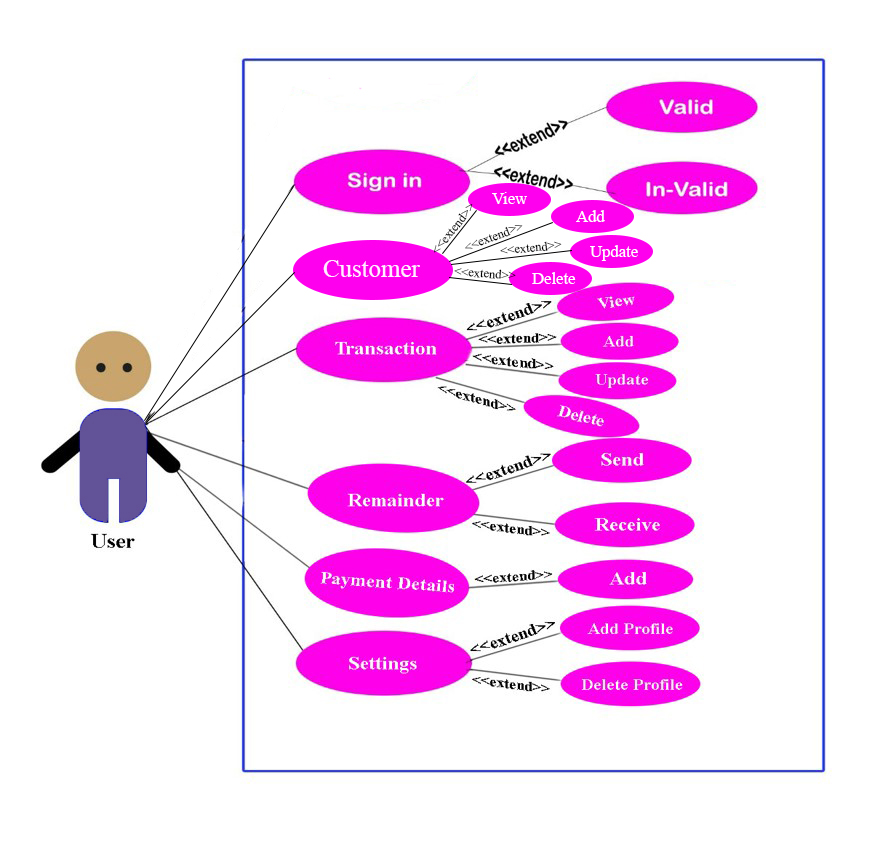 Valid
<<extend>>
Sign in
<<extend>>
In-Valid
View
<<extend>>
Add
<<extend>>
Customer
<<extend>>
Update
<<extend>>
Delete
View
<<extend>>
Transaction
<<extend>>
Add
<<extend>>
Update
<<extend>>
Delete
Send
<<extend>>
Remainder
<<extend>>
Receive
Payment Details
<<extend>>
Add
User
<<extend>>
Add Profile
Settings
<<extend>>
Delete Profile